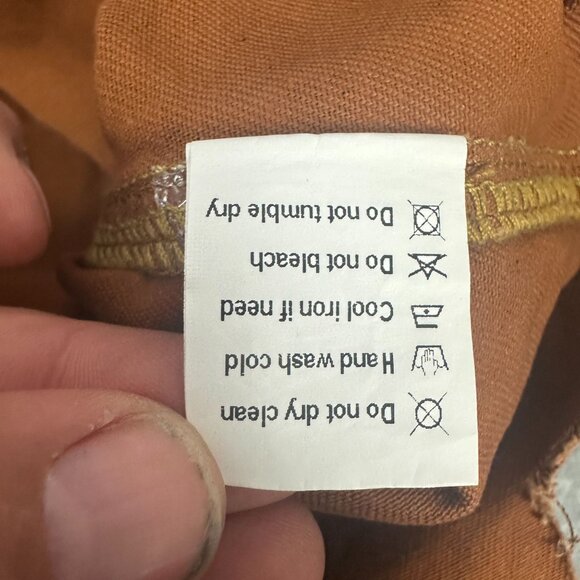 Do not dry clean
Hand wash cold
Cool iron if need
Do not bleach
Do not tumble dry